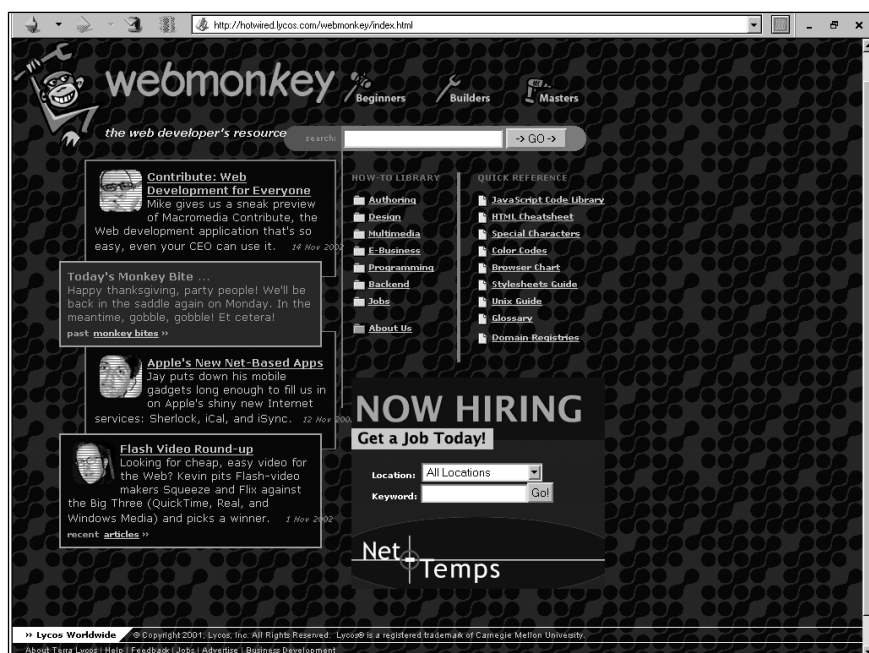 http://hotwired.lycos.com/webmonkey/index.html
webmonkey
Beginners
Builders
Masters
the web developer's resource
search:
-> GO ->
Contribute: Web
Development for Everyone
Mike gives us a sneak preview
of Macromedia Contribute, the
Web development application that's so
easy, even your CEO can use it. 14 Nov 2002
Today's Monkey Bite ...
Happy thanksgiving, party people! We'll be
back in the saddle again on Monday. In the
meantime, gobble, gobble! Et cetera!
past monkey bites »
Apple's New Net-Based Apps
Jay puts down his mobile
gadgets long enough to fill us in
on Apple's shiny new Internet
services: Sherlock, iCal, and iSync. 12 Nov 200
Flash Video Round-up
Looking for cheap, easy video for
the Web? Kevin pits Flash-video
makers Squeeze and Flix against
the Big Three (QuickTime, Real, and
Windows Media) and picks a winner. 1 Nov 2002
recent articles »
HOW-TO LIBRARY
Authoring
Design
Multimedia
E-Business
Programming
Backend
Jobs
About Us
QUICK REFERENCE
JavaScript Code Library
HTML Cheatsheet
Special Characters
Color Codes
Browser Chart
Stylesheets Guide
Unix Guide
Glossary
Domain Registries
NOW HIRING
Get a Job Today!
Location: All Locations
Keyword: Go!
Net
Temps
» Lycos Worldwide © Copyright 2001, Lycos, Inc. All Rights Reserved. Lycos® is a registered trademark of Carnegie Mellon University.
About Terra Lycos | Help | Feedback | Jobs | Advertise | Business Development